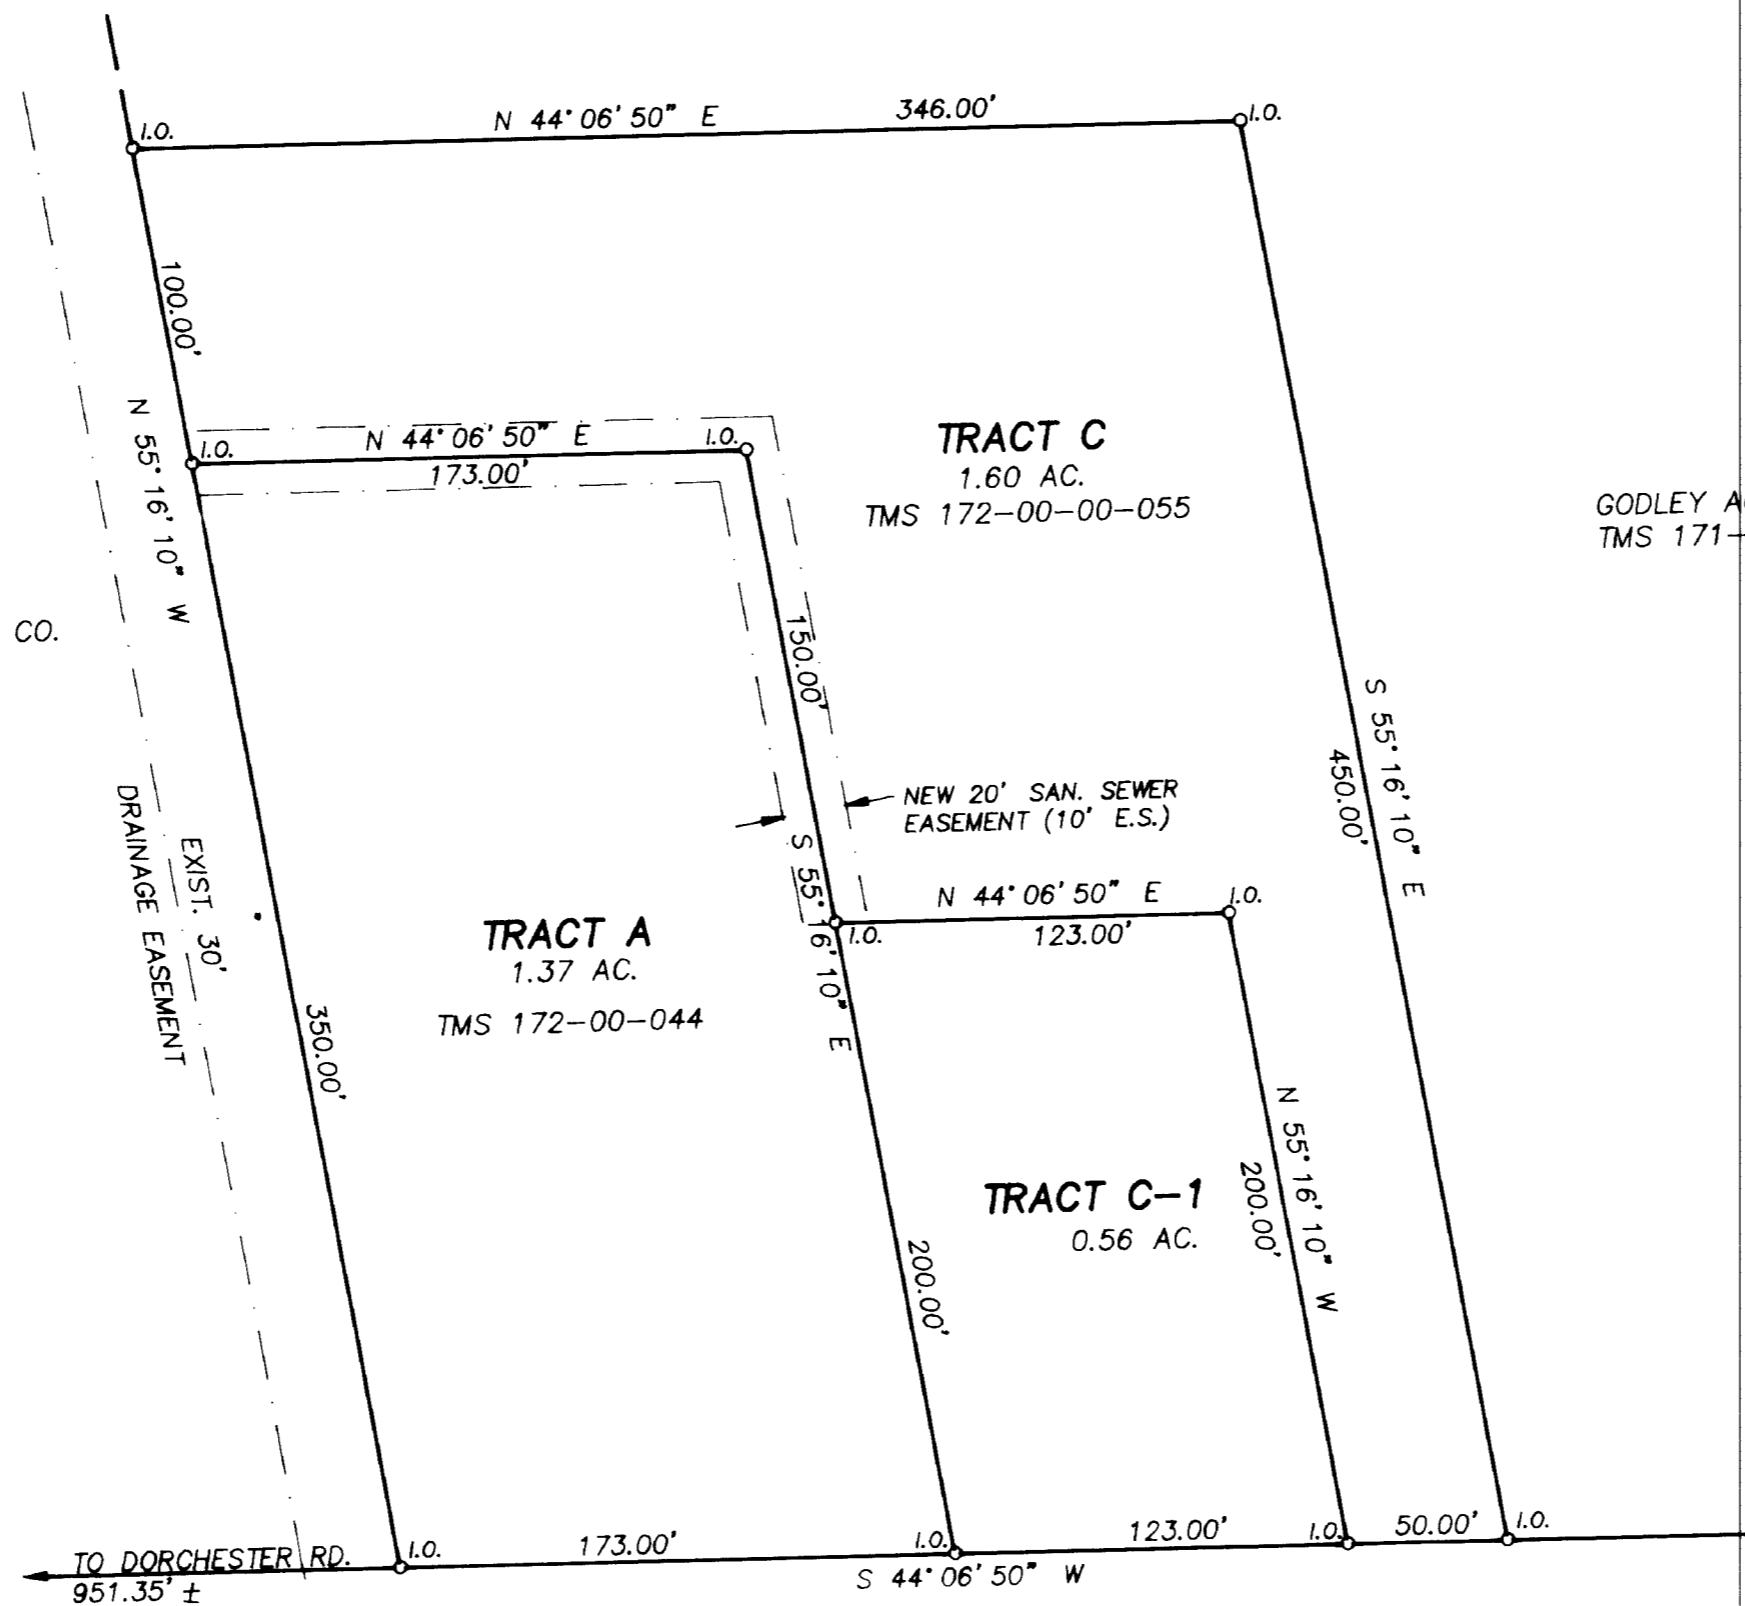 N 44° 06' 50" E 346.00'
I.O.
I.O.
100.00'
N 55° 16' 10" W
N 44° 06' 50" E
I.O.
I.O.
173.00'
TRACT C
1.60 AC.
TMS 172-00-00-055
GODLEY A
TMS 171-
CO.
150.00'
S 55° 16' 10" E
450.00'
NEW 20' SAN. SEWER
EASEMENT (10' E.S.)
S 55° 16' 10" E
EXIST. 30'
DRAINAGE EASEMENT
N 44° 06' 50" E
I.O.
I.O.
123.00'
TRACT A
1.37 AC.
TMS 172-00-044
350.00'
N 55° 16' 10" W
200.00'
TRACT C-1
0.56 AC.
200.00'
TO DORCHESTER RD.
951.35' ±
I.O.
173.00'
I.O.
123.00'
I.O.
50.00'
I.O.
S 44° 06' 50" W